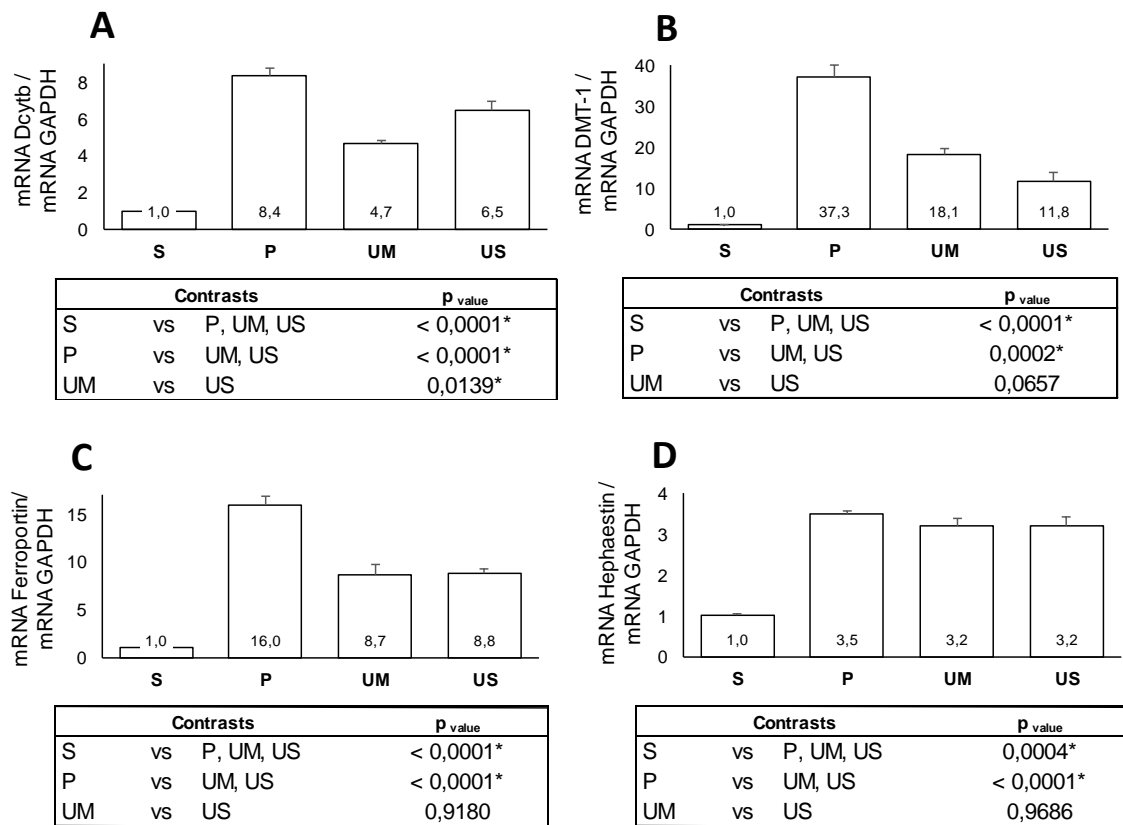 A
mRNA Dcytb /
mRNA GAPDH
8
6
4
2
0
1,0
8,4
4,7
6,5
S P UM US
Contrasts p value
S vs P, UM, US < 0,0001*
P vs UM, US < 0,0001*
UM vs US 0,0139*
B
mRNA DMT-1 /
mRNA GAPDH
40
30
20
10
0
1,0
37,3
18,1
11,8
S P UM US
Contrasts p value
S vs P, UM, US < 0,0001*
P vs UM, US 0,0002*
UM vs US 0,0657
C
mRNA Ferroportin/
mRNA GAPDH
15
10
5
0
1,0
16,0
8,7
8,8
S P UM US
Contrasts p value
S vs P, UM, US < 0,0001*
P vs UM, US < 0,0001*
UM vs US 0,9180
D
mRNA Hephaestin /
mRNA GAPDH
4
3
2
1
0
1,0
3,5
3,2
3,2
S P UM US
Contrasts p value
S vs P, UM, US 0,0004*
P vs UM, US < 0,0001*
UM vs US 0,9686